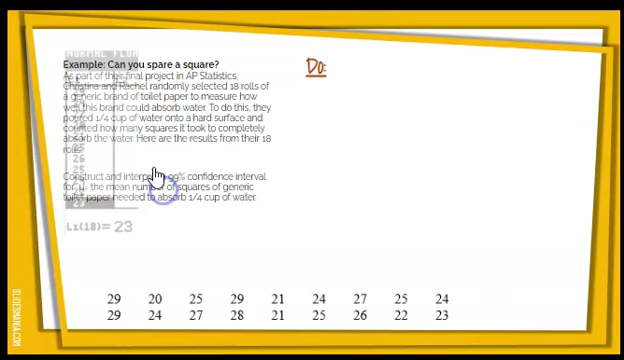 NORMAL FLOA
Example: Can you spare a square?
Do:
As part of their final project in AP Statistics,
Christina and Rachel randomly selected 18 rolls of
a generic brand of toilet paper to measure how
well this brand could absorb water. To do this, they
poured 1/4 cup of water onto a hard surface and
counted how many squares it took to completely
absorb the water. Here are the results from their 18
rolls:
26
Construct and interpret a 99% confidence interval
for μ = the mean number of squares of generic
toilet paper needed to absorb 1/4 cup of water.
23
L1(18)= 23
29 20 25 29 21 24 27 25 24
29 24 27 28 21 25 26 22 23
SLIDESMANIA.COM